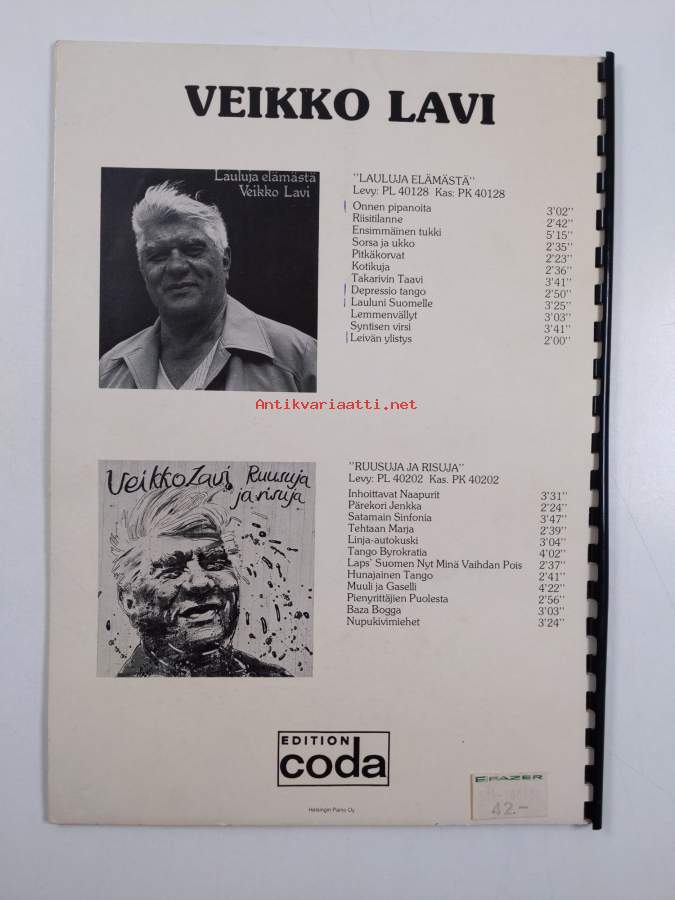 VEIKKO LAVI
Lauluja elämästä
Veikko Lavi
"LAULUJA ELÄMÄSTÄ"
Levy: PL 40128 Kas: PK 40128
Onnen pipanoita 3'02"
Riisitilanne 2'42"
Ensimmäinen tukki 5'15"
Sorsa ja ukko 2'35"
Pitkäkorvat 2'23"
Kotikuja 2'36"
Takarivin Taavi 3'41"
Depressio tango 2'50"
Lauluni Suomelle 3'25"
Lemmenvällyt 3'03"
Syntisen virsi 3'41"
Leivän ylistys 2'00"
Antikvariaatti.net
Veikko Lavi Ruusuja
ja risuja
"RUUSUJA JA RISUJA"
Levy: PL 40202 Kas. PK 40202
Inhoittavat Naapurit 3'31"
Pärekori Jenkka 2'24"
Satamain Sinfonia 3'47"
Tehtaan Marja 2'39"
Linja-autokuski 3'04"
Tango Byrokratia 4'02"
Laps' Suomen Nyt Minä Vaihdan Pois 2'37"
Hunajainen Tango 2'41"
Muuli ja Gaselli 4'22"
Pienyrittäjien Puolesta 2'56"
Baza Bogga 3'03"
Nupukivimiehet 3'24"
EDITION
coda
FAZER
42.–
Helsingin Paino Oy